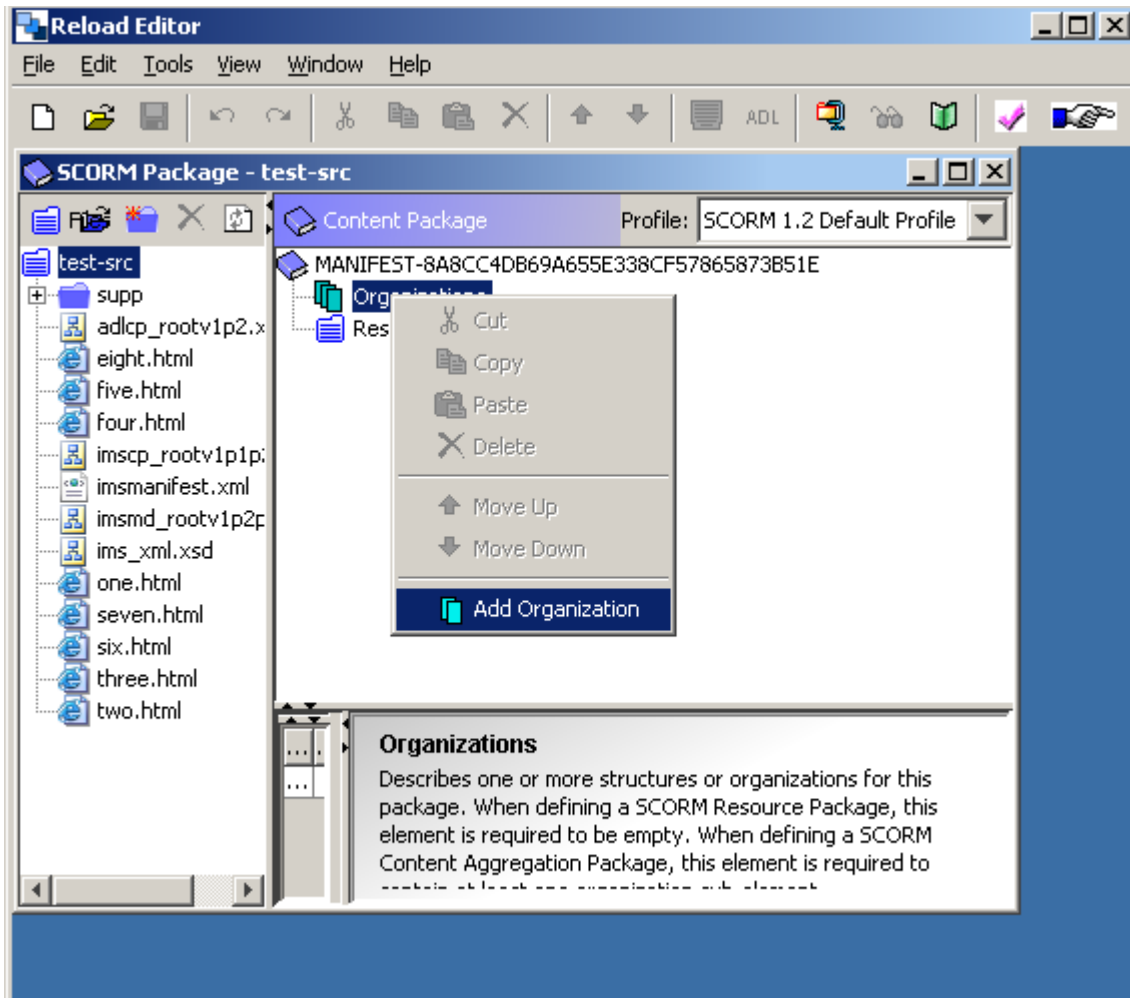 Reload Editor
File Edit Tools View Window Help
ADL
SCORM Package - test-src
Content Package Profile: SCORM 1.2 Default Profile
test-src
supp
adlcp_rootv1p2.x
eight.html
five.html
four.html
imscp_rootv1p1p
imsmanifest.xml
imsmd_rootv1p2p
ims_xml.xsd
one.html
seven.html
six.html
three.html
two.html
MANIFEST-8A8CC4DB69A655E338CF57865873B51E
Organizations
Res
Cut
Copy
Paste
Delete
Move Up
Move Down
Add Organization
... .
...
Organizations
Describes one or more structures or organizations for this
package. When defining a SCORM Resource Package, this
element is required to be empty. When defining a SCORM
Content Aggregation Package, this element is required to